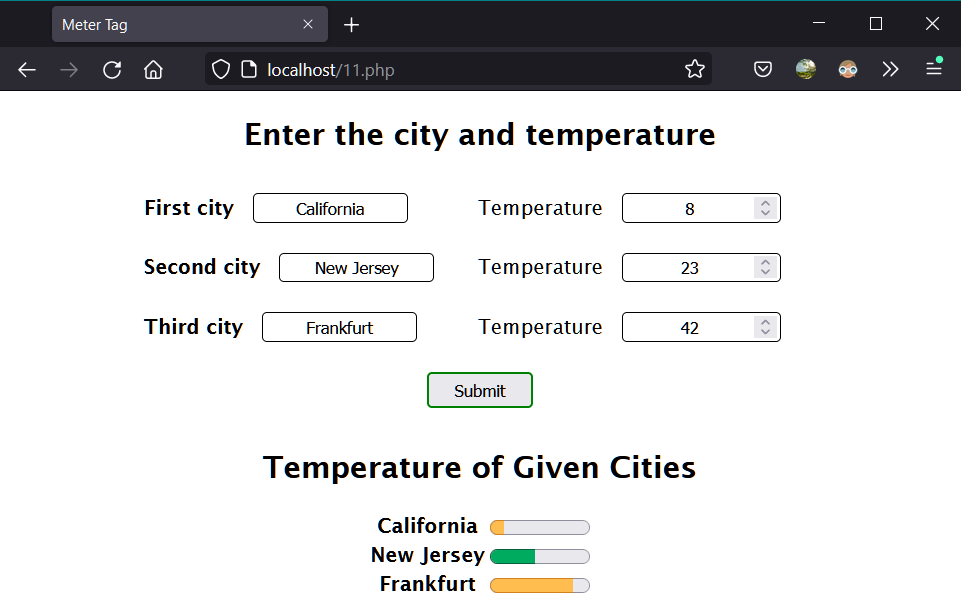 Meter Tag
localhost/11.php
Enter the city and temperature
First city California Temperature 8
Second city New Jersey Temperature 23
Third city Frankfurt Temperature 42
Submit
Temperature of Given Cities
California
New Jersey
Frankfurt